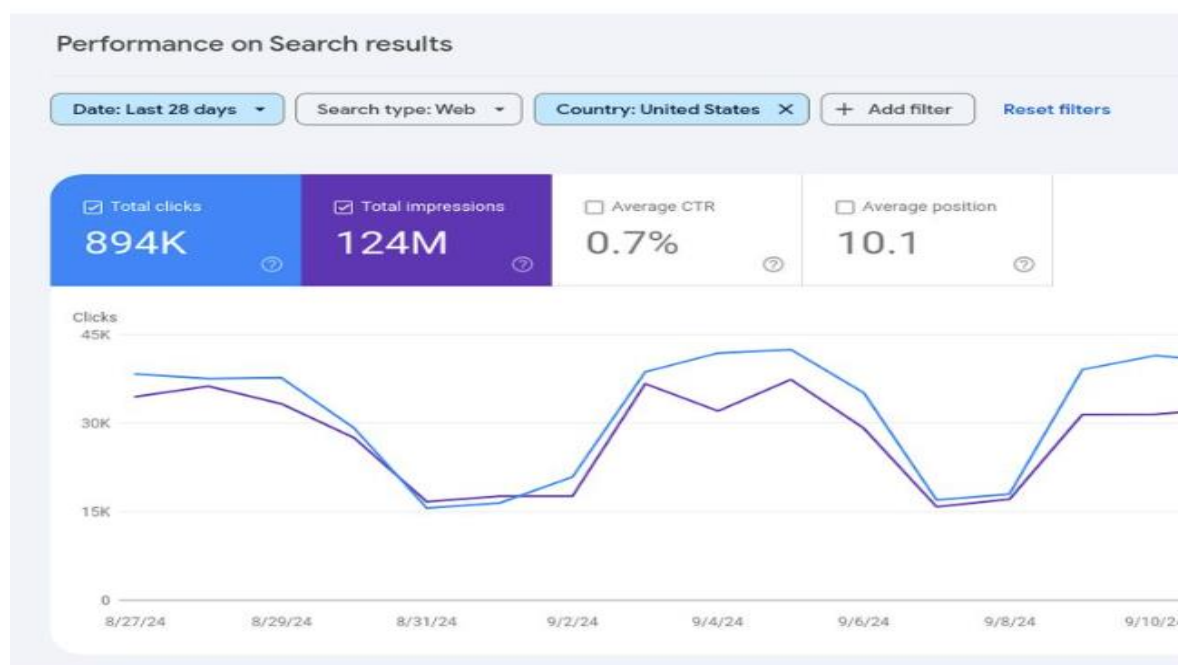 Performance on Search results
Date: Last 28 days Search type: Web Country: United States + Add filter Reset filters
Total clicks Total impressions Average CTR Average position
894K 124M 0.7% 10.1
Clicks
45K
30K
15K
0
8/27/24 8/29/24 8/31/24 9/2/24 9/4/24 9/6/24 9/8/24 9/10/2